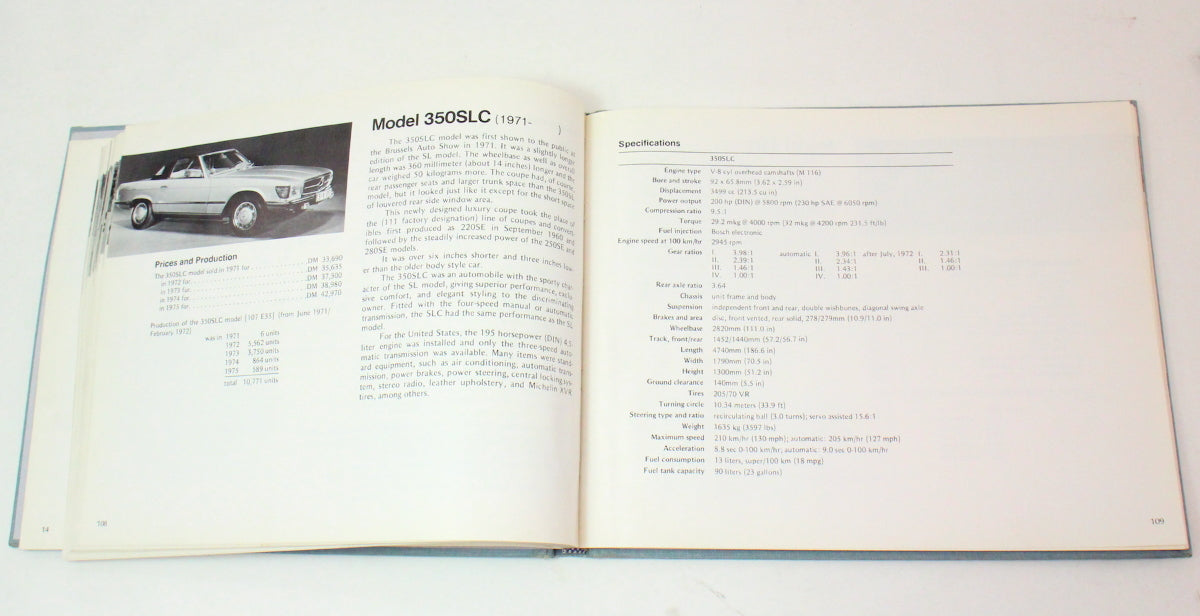 Model 350SLC (1971- )
The 350SLC model was first shown to the public at
the Brussels Auto Show in 1971. It was a slightly longer
edition of the SL model. The wheelbase as well as overall
length was 360 millimeter (about 14 inches) longer and the
car weighed 50 kilograms more. The coupe had, of course,
rear passenger seats and larger trunk space than the 350SL
model, but it looked just like it except for the short space
of louvered rear side window area.
This newly designed luxury coupe took the place of
the (111 factory designation) line of coupes and convert-
ibles first produced as 220SE in September 1960 and
followed by the steadily increased power of the 250SE and
280SE models.
It was over six inches shorter and three inches low-
er than the older body style car.
The 350SLC was an automobile with the sporty char-
acter of the SL model, giving superior performance, exclu-
sive comfort, and elegant styling to the discriminating
owner. Fitted with the four-speed manual or automatic
transmission, the SLC had the same performance as the SL
model.
For the United States, the 195 horsepower (DIN) 4.5
liter engine was installed and only the three-speed auto-
matic transmission was available. Many items were stand-
ard equipment, such as air conditioning, automatic trans-
mission, power brakes, power steering, central locking sys-
tem, stereo radio, leather upholstery, and Michelin XVR
tires, among others.
Prices and Production
The 350SLC model sold in 1971 for DM 33,690
in 1972 for DM 35,635
in 1973 for DM 37,300
in 1974 for DM 38,980
in 1975 for DM 42,970
Production of the 350SLC model [107 E35] (from June 1971/
February 1972)
was in 1971 6 units
1972 5,562 units
1973 3,750 units
1974 864 units
1975 589 units
total 10,771 units
14
108
Specifications
350SLC
Engine type V-8 cyl overhead camshafts (M 116)
Bore and stroke 92 x 65.8mm (3.62 x 2.59 in)
Displacement 3499 cc (213.5 cu in)
Power output 200 hp (DIN) @ 5800 rpm (230 hp SAE @ 6050 rpm)
Compression ratio 9.5:1
Torque 29.2 mkg @ 4000 rpm (32 mkg @ 4200 rpm 231.5 ft/lb)
Fuel injection Bosch electronic
Engine speed at 100 km/hr 2945 rpm
Gear ratios I. 3.98:1 automatic I. 3.96:1 after July, 1972 I. 2.31:1
II. 2.39:1 II. 2.34:1 II. 1.46:1
III. 1.46:1 III. 1.43:1 III. 1.00:1
IV. 1.00:1 IV. 1.00:1
Rear axle ratio 3.64
Chassis unit frame and body
Suspension independent front and rear, double wishbones, diagonal swing axle
Brakes and area disc, front vented, rear solid, 278/279mm (10.9/11.0 in)
Wheelbase 2820mm (111.0 in)
Track, front/rear 1452/1440mm (57.2/56.7 in)
Length 4740mm (186.6 in)
Width 1790mm (70.5 in)
Height 1300mm (51.2 in)
Ground clearance 140mm (5.5 in)
Tires 205/70 VR
Turning circle 10.34 meters (33.9 ft)
Steering type and ratio recirculating ball (3.0 turns); servo assisted 15.6:1
Weight 1635 kg (3597 lbs)
Maximum speed 210 km/hr (130 mph); automatic: 205 km/hr (127 mph)
Acceleration 8.8 sec 0-100 km/hr; automatic: 9.0 sec 0-100 km/hr
Fuel consumption 13 liters, super/100 km (18 mpg)
Fuel tank capacity 90 liters (23 gallons)
109